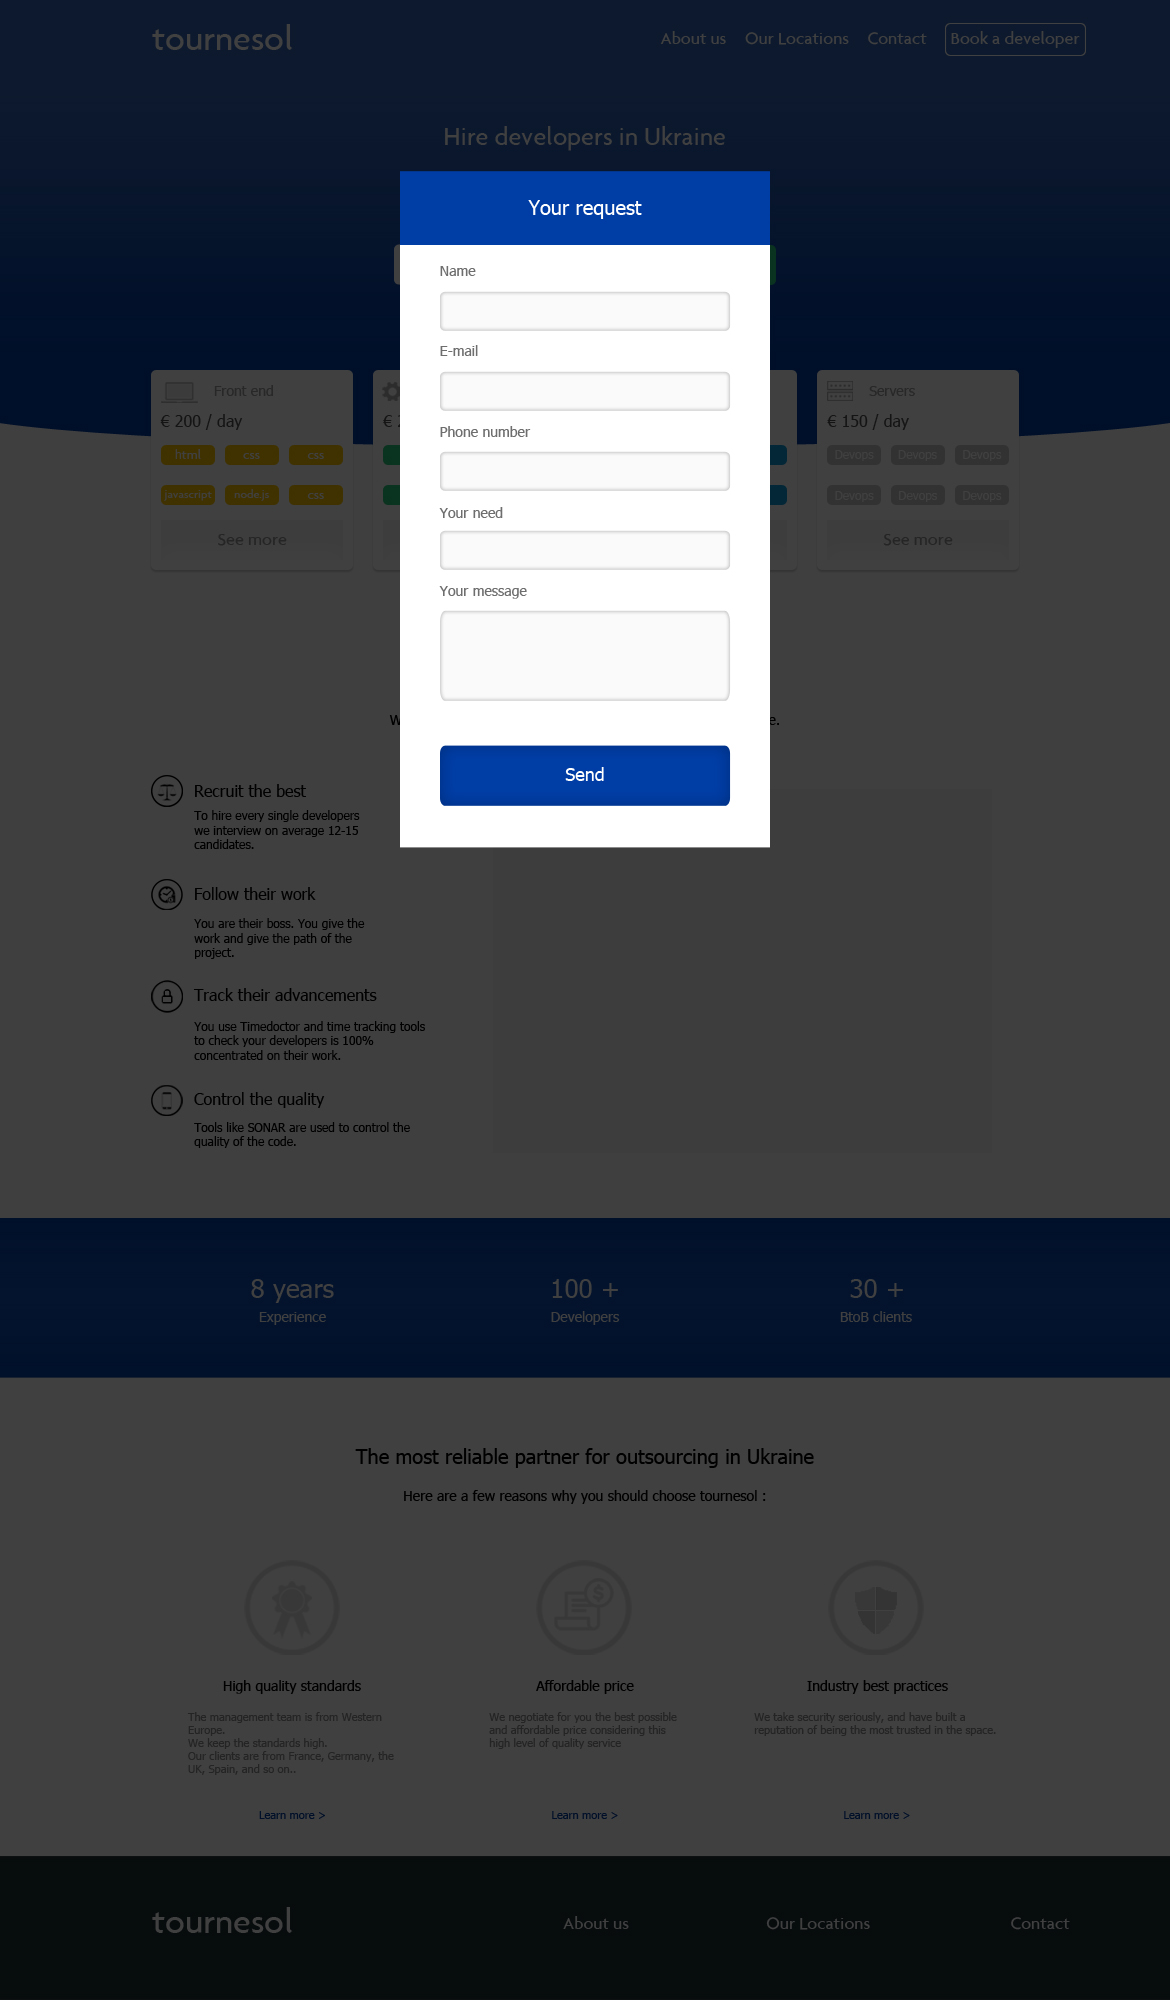 tournesol
About us Our Locations Contact Book a developer
Hire developers in Ukraine
Your request
Name
E-mail
Phone number
Your need
Your message
Send
Front end
€ 200 / day
html css css
javascript node.js css
See more
€
Servers
€ 150 / day
Devops Devops Devops
Devops Devops Devops
See more
Recruit the best
To hire every single developers
we interview on average 12-15
candidates.
Follow their work
You are their boss. You give the
work and give the path of the
project.
Track their advancements
You use Timedoctor and time tracking tools
to check your developers is 100%
concentrated on their work.
Control the quality
Tools like SONAR are used to control the
quality of the code.
8 years
Experience
100 +
Developers
30 +
BtoB clients
The most reliable partner for outsourcing in Ukraine
Here are a few reasons why you should choose tournesol :
High quality standards
The management team is from Western
Europe.
We keep the standards high.
Our clients are from France, Germany, the
UK, Spain, and so on..
Learn more >
Affordable price
We negotiate for you the best possible
and affordable price considering this
high level of quality service
Learn more >
Industry best practices
We take security seriously, and have built a
reputation of being the most trusted in the space.
Learn more >
tournesol
About us Our Locations Contact